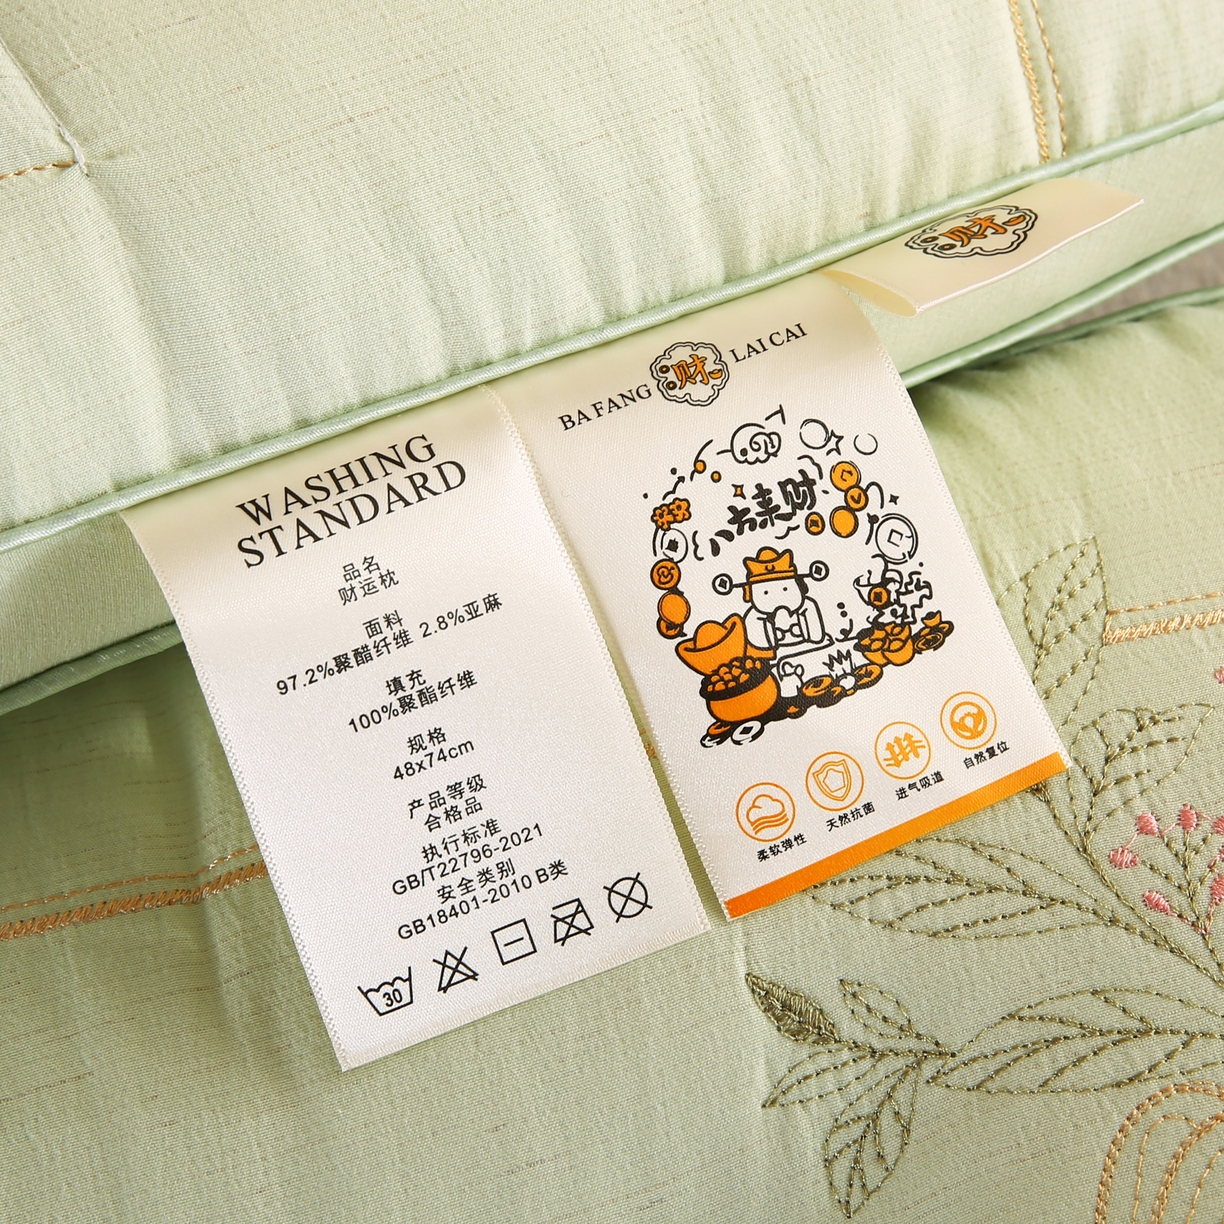 WASHING
STANDARD
品名
财运枕
面料
97.2%聚醋纤维 2.8%亚麻
填充
100%聚酯纤维
规格
48x74cm
产品等级
合格品
执行标准
GB/T22796-2021
安全类别
GB18401-2010 B类
30
BA FANG 财 LAI CAI
八方来财
柔软弹性
天然抗菌
进气吸道
自然复位
财